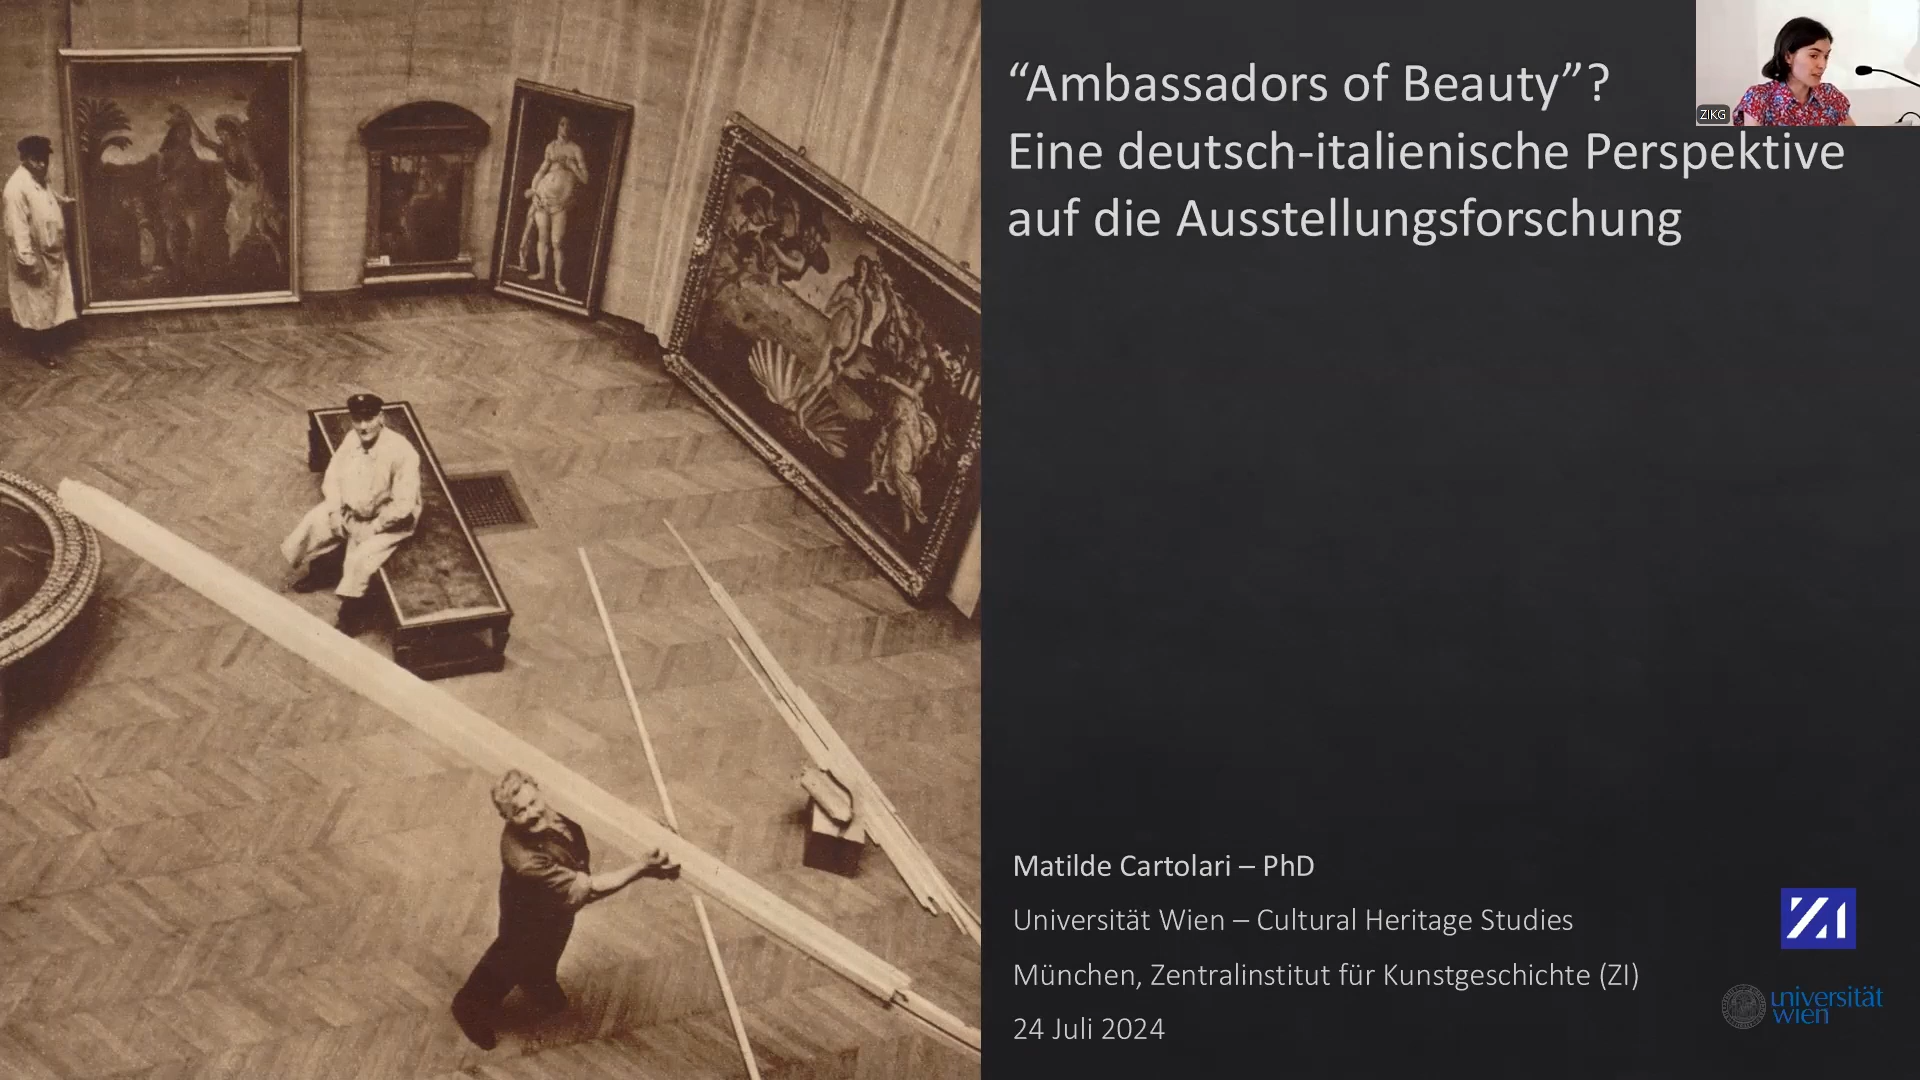 “Ambassadors of Beauty”?
Eine deutsch-italienische Perspektive
auf die Ausstellungsforschung
ZIKG
Matilde Cartolari – PhD
Universität Wien – Cultural Heritage Studies
München, Zentralinstitut für Kunstgeschichte (ZI)
24 Juli 2024
ZI
universität
wien